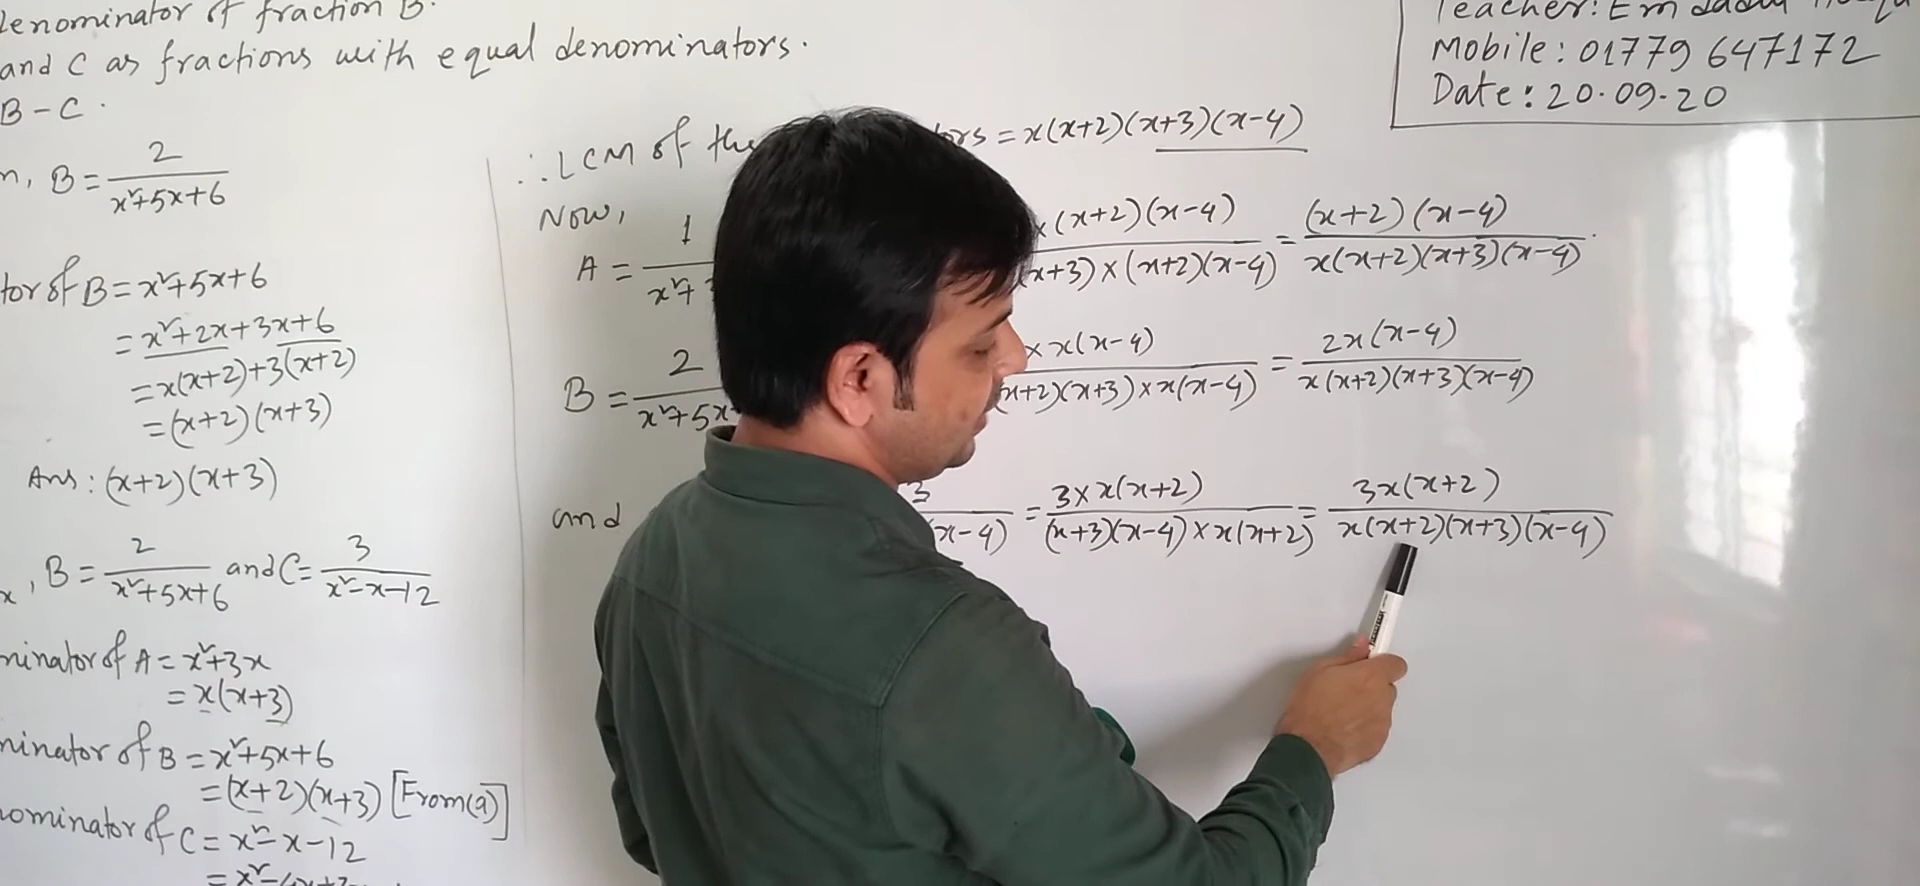 Denominator of fraction B.
and C as fractions with equal denominators.
B-C.
B = 2/(x²+5x+6)
tor of B = x²+5x+6
= x²+2x+3x+6
= x(x+2)+3(x+2)
= (x+2)(x+3)
Ans: (x+2)(x+3)
x, B = 2/(x²+5x+6) and C = 3/(x²-x-12)
minator of A = x²+3x
= x(x+3)
minator of B = x²+5x+6
= (x+2)(x+3) [From(a)]
nominator of C = x²-x-12
∴ LCM of the ors = x(x+2)(x+3)(x-4)
Now,
A = 1/x²+ ×(x+2)(x-4)/(x+3)×(x+2)(x-4) = (x+2)(x-4)/x(x+2)(x+3)(x-4)
B = 2/x²+5x ×x(x-4)/(x+2)(x+3)×x(x-4) = 2x(x-4)/x(x+2)(x+3)(x-4)
and 3/(x-4) = 3×x(x+2)/(x+3)(x-4)×x(x+2) = 3x(x+2)/x(x+2)(x+3)(x-4)
Teacher: Emdadul
Mobile: 01779 647172
Date: 20.09.20